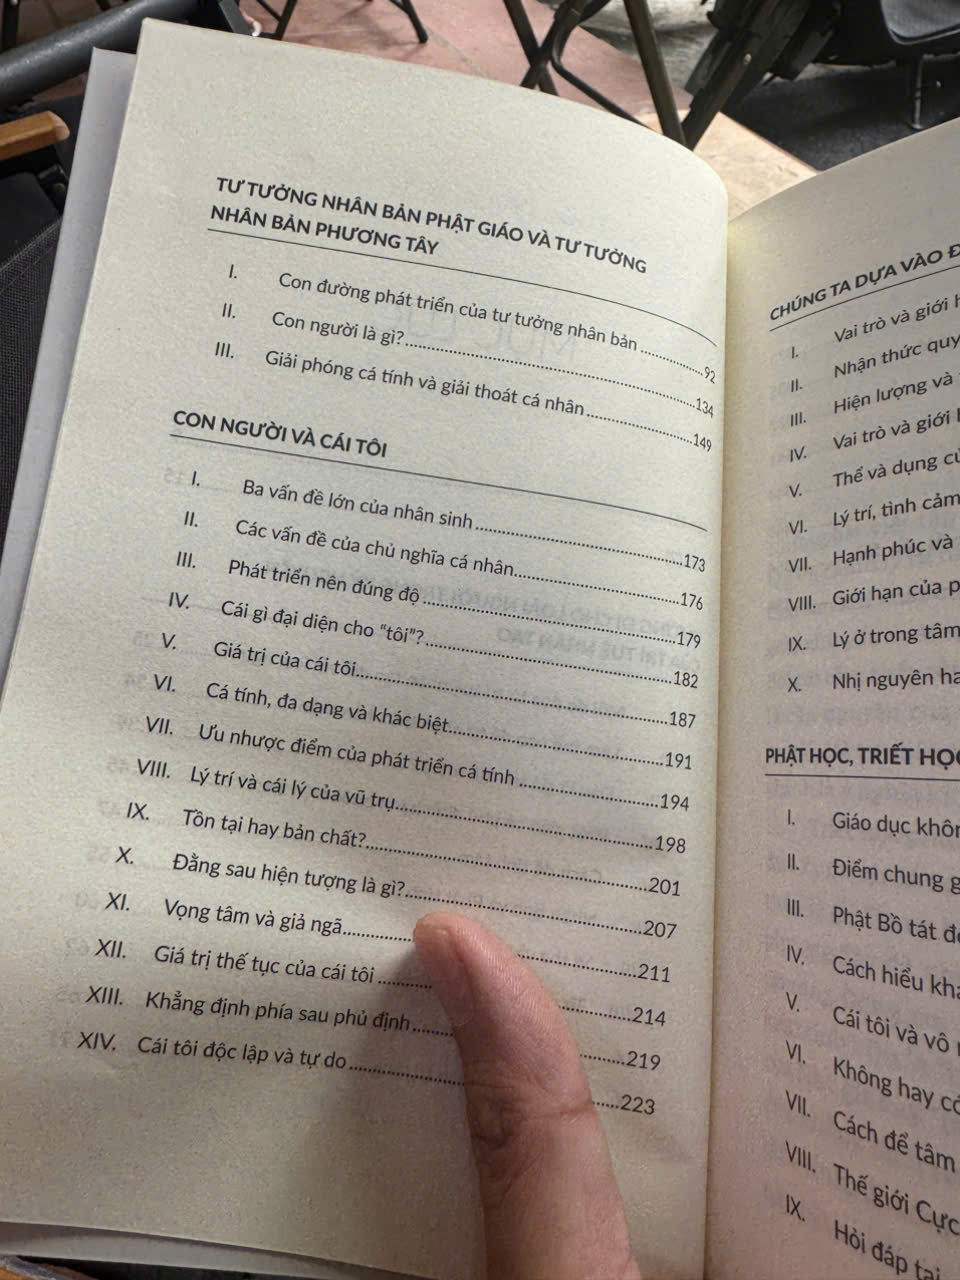 TƯ TƯỞNG NHÂN BẢN PHẬT GIÁO VÀ TƯ TƯỞNG
NHÂN BẢN PHƯƠNG TÂY
I. Con đường phát triển của tư tưởng nhân bản ..........92
II. Con người là gì?..........134
III. Giải phóng cá tính và giải thoát cá nhân..........149
CON NGƯỜI VÀ CÁI TÔI
I. Ba vấn đề lớn của nhân sinh..........173
II. Các vấn đề của chủ nghĩa cá nhân..........176
III. Phát triển nên đúng độ..........179
IV. Cái gì đại diện cho "tôi"?..........182
V. Giá trị của cái tôi..........187
VI. Cá tính, đa dạng và khác biệt..........191
VII. Ưu nhược điểm của phát triển cá tính..........194
VIII. Lý trí và cái lý của vũ trụ..........198
IX. Tồn tại hay bản chất?..........201
X. Đằng sau hiện tượng là gì?..........207
XI. Vọng tâm và giả ngã..........211
XII. Giá trị thế tục của cái tôi..........214
XIII. Khẳng định phía sau phủ định..........219
XIV. Cái tôi độc lập và tự do..........223
CHÚNG TA DỰA VÀO
I. Vai trò và giới
II. Nhận thức
III. Hiện lượng và
IV. Vai trò và giới
V. Thể và dụng
VI. Lý trí, tình cảm
VII. Hạnh phúc và
VIII. Giới hạn của
IX. Lý ở trong tâm
X. Nhị nguyên
PHẬT HỌC, TRIẾT
I. Giáo dục
II. Điểm chung
III. Phật Bồ tát
IV. Cách hiểu
V. Cái tôi và vô
VI. Không hay
VII. Cách để tâm
VIII. Thế giới
IX. Hỏi đáp